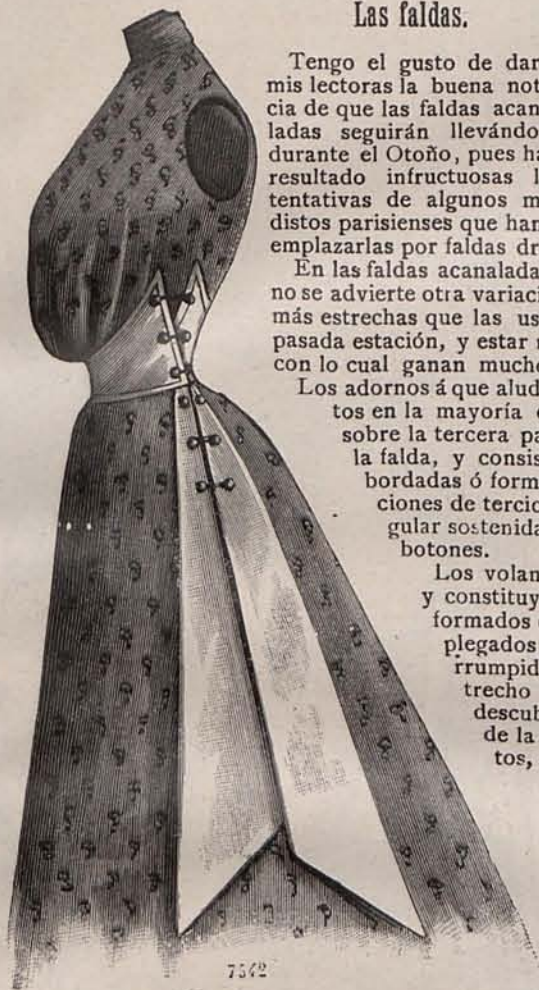 Las faldas.
Tengo el gusto de dar
mis lectoras la buena not
cia de que las faldas acan
ladas seguirán llevándo
durante el Otoño, pues ha
resultado infructuosas l
tentativas de algunos m
distos parisienses que han
emplazarlas por faldas dr
En las faldas acanalada
no se advierte otra variaci
más estrechas que las us
pasada estación, y estar
con lo cual ganan mucho
Los adornos á que alud
tos en la mayoría
sobre la tercera pa
la falda, y consis
bordadas ó form
ciones de tercio
gular sostenida
botones.
Los volan
y constituy
formados
plegados
rrumpid
trecho
descub
de la
tos,
7542